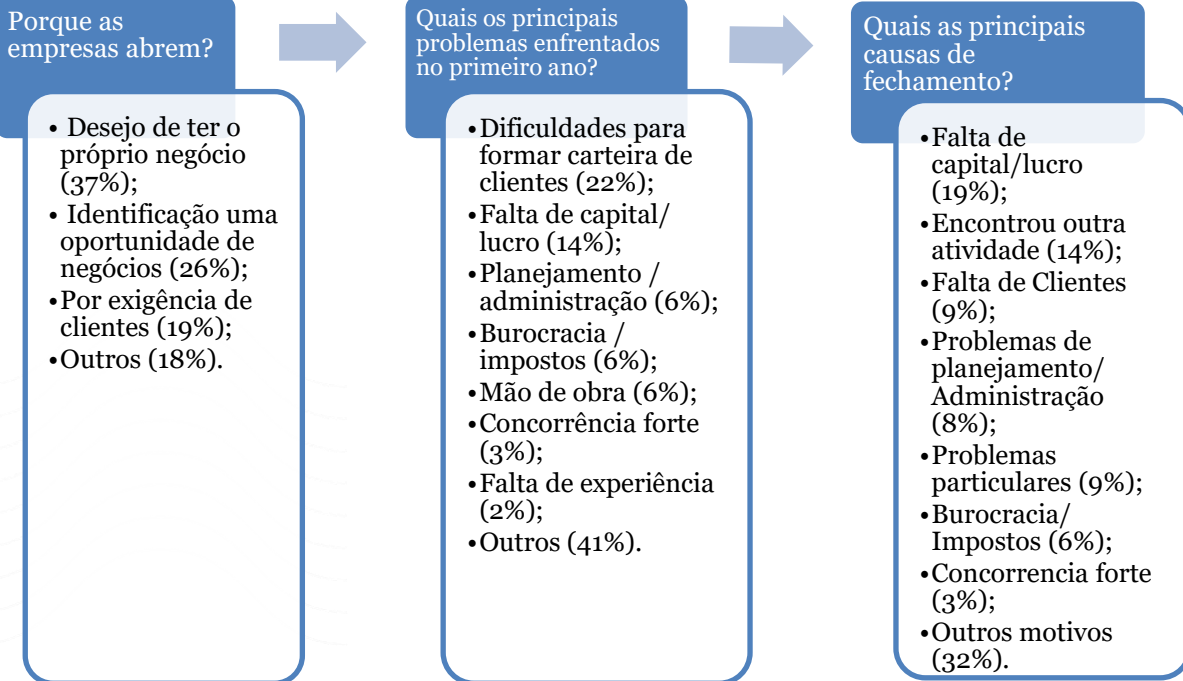 Porque as
empresas abrem?
• Desejo de ter o
próprio negócio
(37%);
• Identificação uma
oportunidade de
negócios (26%);
•Por exigência de
clientes (19%);
•Outros (18%).
Quais os principais
problemas enfrentados
no primeiro ano?
•Dificuldades para
formar carteira de
clientes (22%);
•Falta de capital/
lucro (14%);
•Planejamento /
administração (6%);
•Burocracia /
impostos (6%);
•Mão de obra (6%);
•Concorrência forte
(3%);
•Falta de experiência
(2%);
•Outros (41%).
Quais as principais
causas de
fechamento?
•Falta de
capital/lucro
(19%);
•Encontrou outra
atividade (14%);
•Falta de Clientes
(9%);
•Problemas de
planejamento/
Administração
(8%);
•Problemas
particulares (9%);
•Burocracia/
Impostos (6%);
•Concorrencia forte
(3%);
•Outros motivos
(32%).